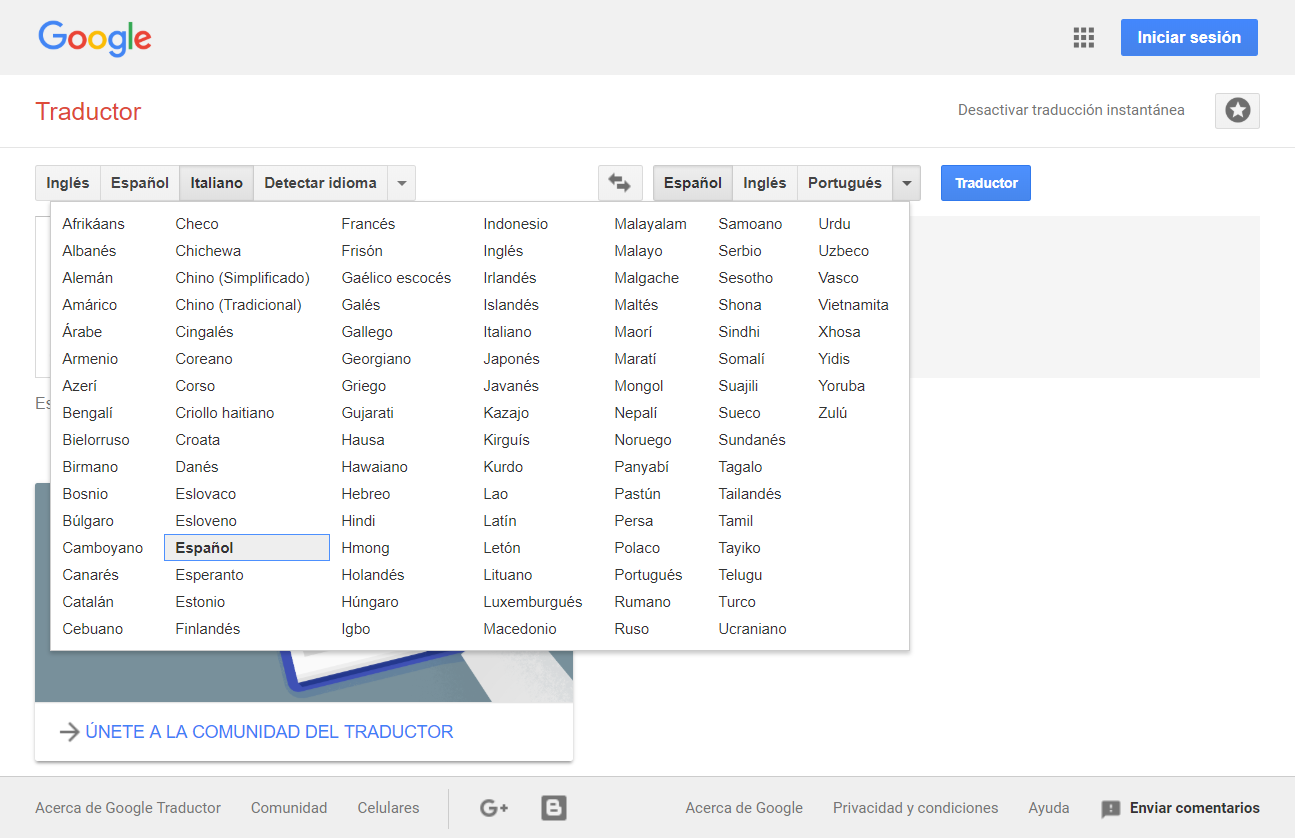 Google
Iniciar sesión
Traductor
Desactivar traducción instantánea
Inglés Español Italiano Detectar idioma
Español Inglés Portugués
Traductor
Afrikáans Checo Francés Indonesio Malayalam Samoano Urdu
Albanés Chichewa Frisón Inglés Malayo Serbio Uzbeco
Alemán Chino (Simplificado) Gaélico escocés Irlandés Malgache Sesotho Vasco
Amárico Chino (Tradicional) Galés Islandés Maltés Shona Vietnamita
Árabe Cingalés Gallego Italiano Maorí Sindhi Xhosa
Armenio Coreano Georgiano Japonés Maratí Somalí Yidis
Azerí Corso Griego Javanés Mongol Suajili Yoruba
Bengalí Criollo haitiano Gujarati Kazajo Nepalí Sueco Zulú
Bielorruso Croata Hausa Kirguís Noruego Sundanés
Birmano Danés Hawaiano Kurdo Panyabí Tagalo
Bosnio Eslovaco Hebreo Lao Pastún Tailandés
Búlgaro Esloveno Hindi Latín Persa Tamil
Camboyano Español Hmong Letón Polaco Tayiko
Canarés Esperanto Holandés Lituano Portugués Telugu
Catalán Estonio Húngaro Luxemburgués Rumano Turco
Cebuano Finlandés Igbo Macedonio Ruso Ucraniano
ÚNETE A LA COMUNIDAD DEL TRADUCTOR
Acerca de Google Traductor Comunidad Celulares G+ B Acerca de Google Privacidad y condiciones Ayuda Enviar comentarios